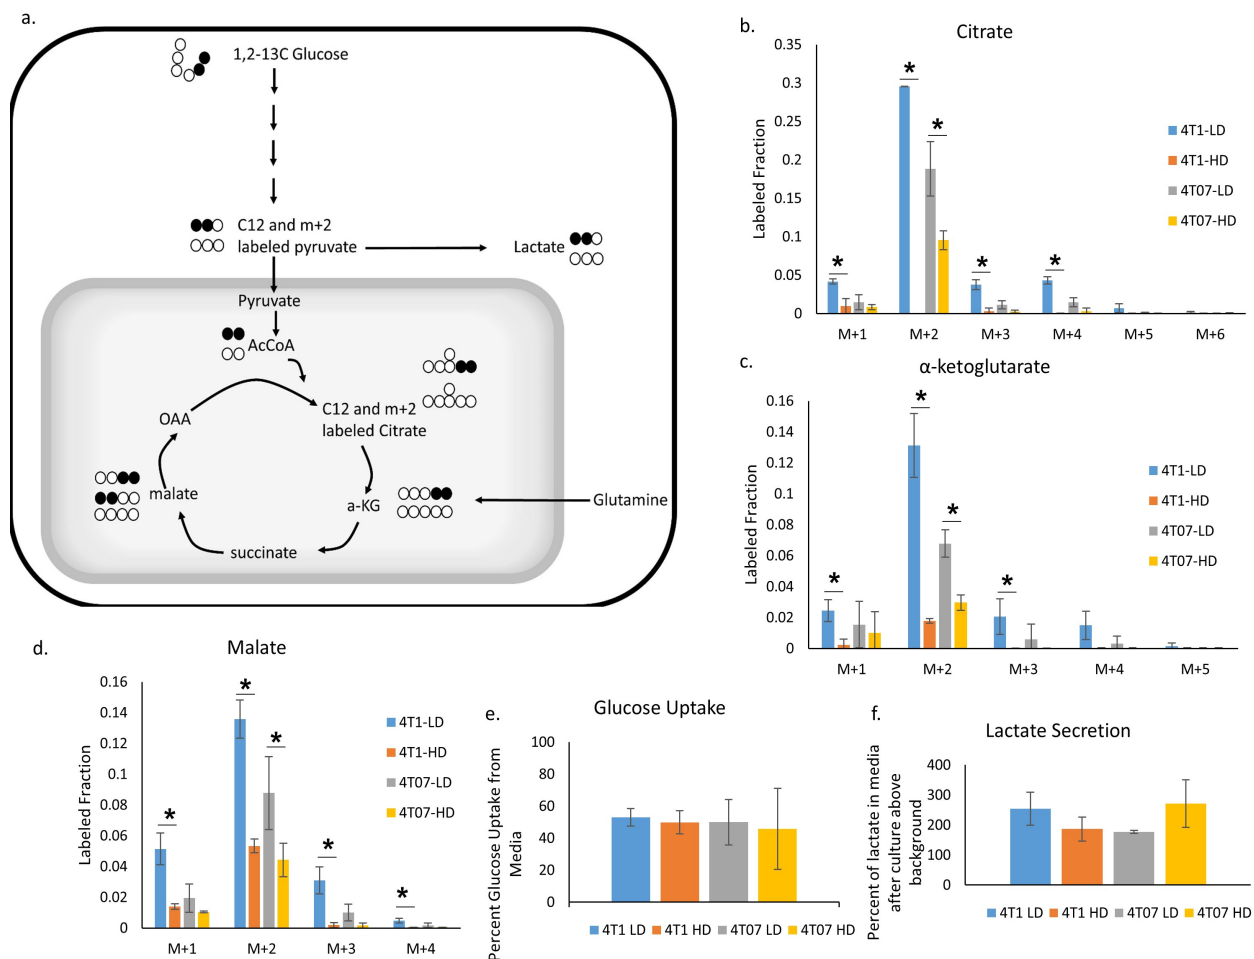 a.
1,2-13C Glucose
C12 and m+2
labeled pyruvate
Lactate
Pyruvate
AcCoA
OAA
C12 and m+2
labeled Citrate
malate
a-KG
Glutamine
succinate
b.
Citrate
Labeled Fraction
0.35
0.3
0.25
0.2
0.15
0.1
0.05
0
*
*
*
*
*
M+1
M+2
M+3
M+4
M+5
M+6
4T1-LD
4T1-HD
4T07-LD
4T07-HD
c.
α-ketoglutarate
Labeled Fraction
0.16
0.14
0.12
0.1
0.08
0.06
0.04
0.02
0
*
*
*
*
M+1
M+2
M+3
M+4
M+5
4T1-LD
4T1-HD
4T07-LD
4T07-HD
d.
Malate
Labeled Fraction
0.16
0.14
0.12
0.1
0.08
0.06
0.04
0.02
0
*
*
*
*
*
M+1
M+2
M+3
M+4
4T1-LD
4T1-HD
4T07-LD
4T07-HD
e.
Glucose Uptake
Percent Glucose Uptake from
Media
100
80
60
40
20
0
4T1 LD
4T1 HD
4T07 LD
4T07 HD
f.
Lactate Secretion
Percent of lactate in media
after culture above
background
400
300
200
100
0
4T1 LD
4T1 HD
4T07 LD
4T07 HD